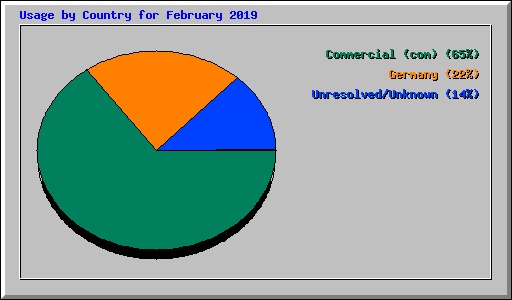 Usage by Country for February 2019
Commercial (com) (65%)
Germany (22%)
Unresolved/Unknown (14%)